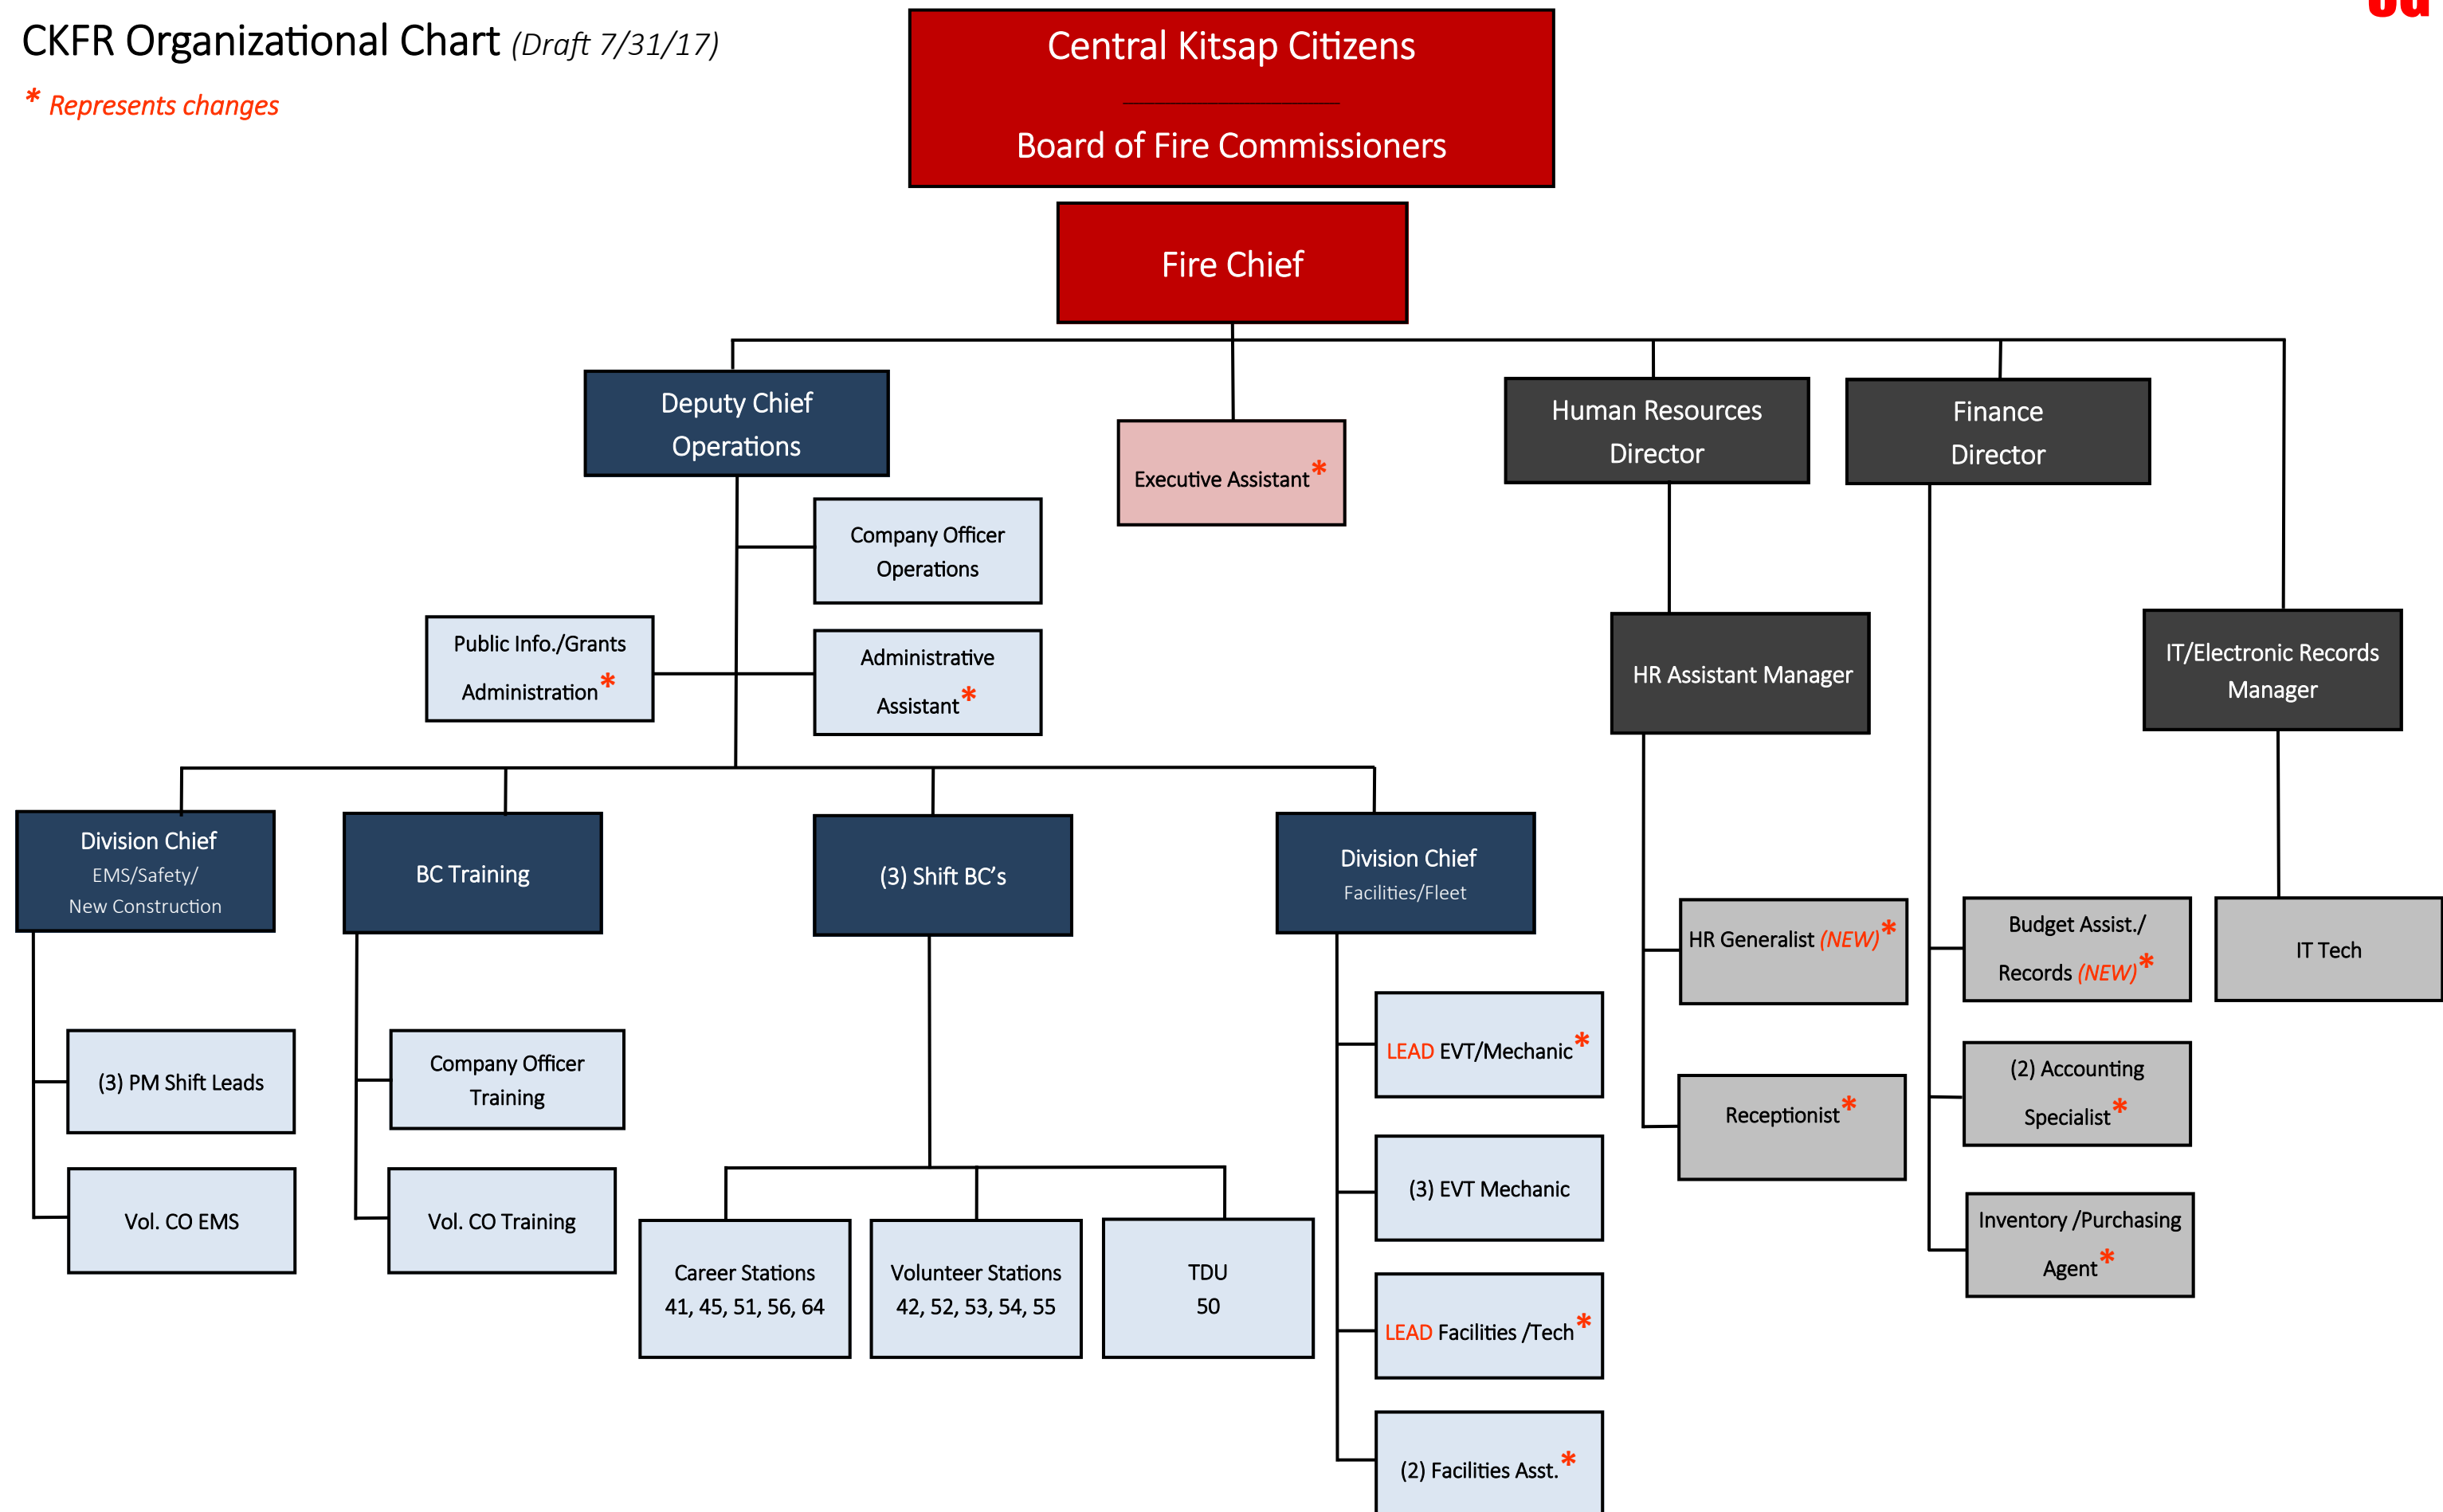 CKFR Organizational Chart (Draft 7/31/17)
* Represents changes
Central Kitsap Citizens
Board of Fire Commissioners
Fire Chief
Deputy Chief
Operations
Executive Assistant*
Human Resources
Director
Finance
Director
Company Officer
Operations
Public Info./Grants
Administration*
Administrative
Assistant*
HR Assistant Manager
IT/Electronic Records
Manager
Division Chief
EMS/Safety/
New Construction
BC Training
(3) Shift BC’s
Division Chief
Facilities/Fleet
HR Generalist (NEW)*
Budget Assist./
Records (NEW)*
IT Tech
(3) PM Shift Leads
Company Officer
Training
LEAD EVT/Mechanic*
Receptionist*
(2) Accounting
Specialist*
Vol. CO EMS
Vol. CO Training
(3) EVT Mechanic
Inventory /Purchasing
Agent*
Career Stations
41, 45, 51, 56, 64
Volunteer Stations
42, 52, 53, 54, 55
TDU
50
LEAD Facilities /Tech*
(2) Facilities Asst.*